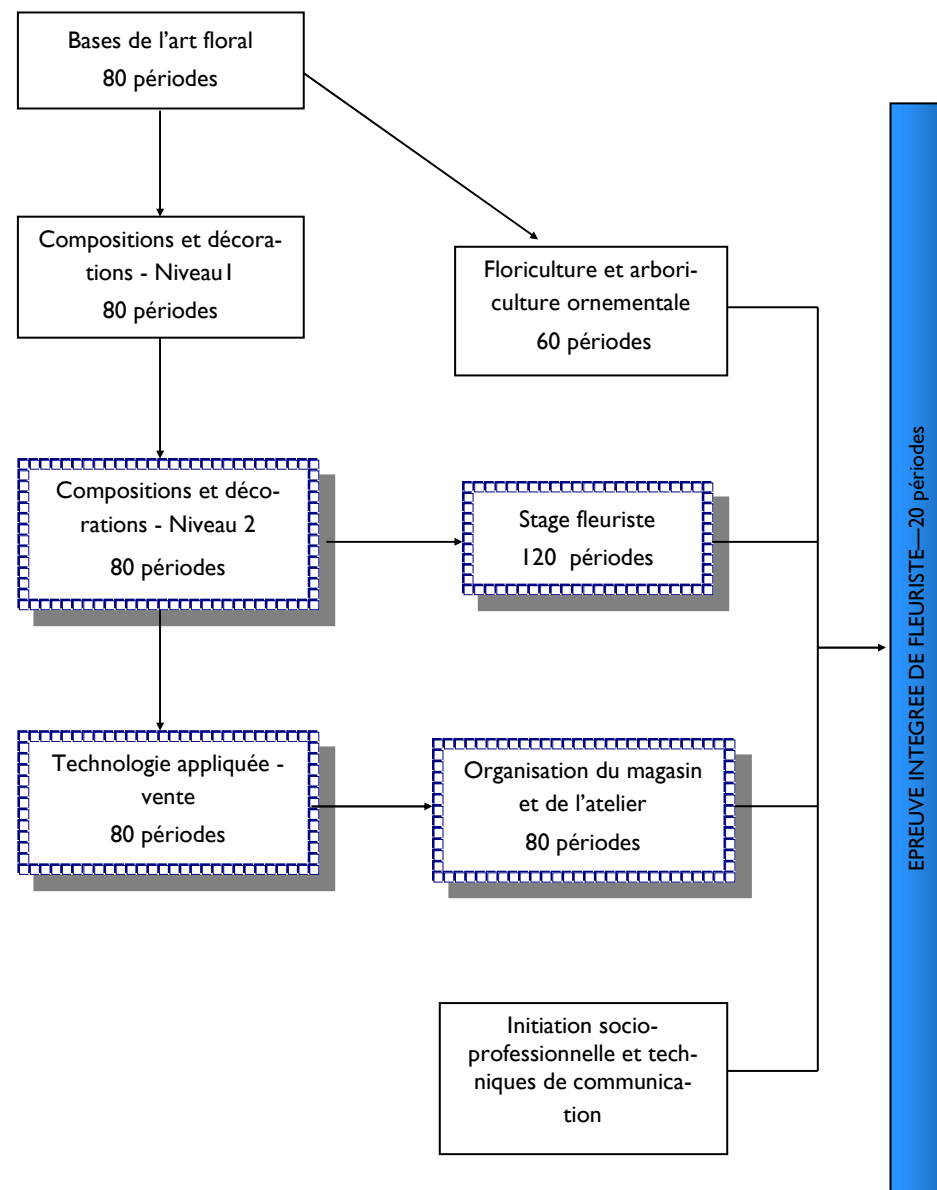 Bases de l’art floral
80 périodes
Compositions et décora-
tions - Niveau1
80 périodes
Floriculture et arbori-
culture ornementale
60 périodes
Compositions et déco-
rations - Niveau 2
80 périodes
Stage fleuriste
120 périodes
Technologie appliquée -
vente
80 périodes
Organisation du magasin
et de l’atelier
80 périodes
Initiation socio-
professionnelle et tech-
niques de communica-
tion
EPREUVE INTEGREE DE FLEURISTE—20 périodes